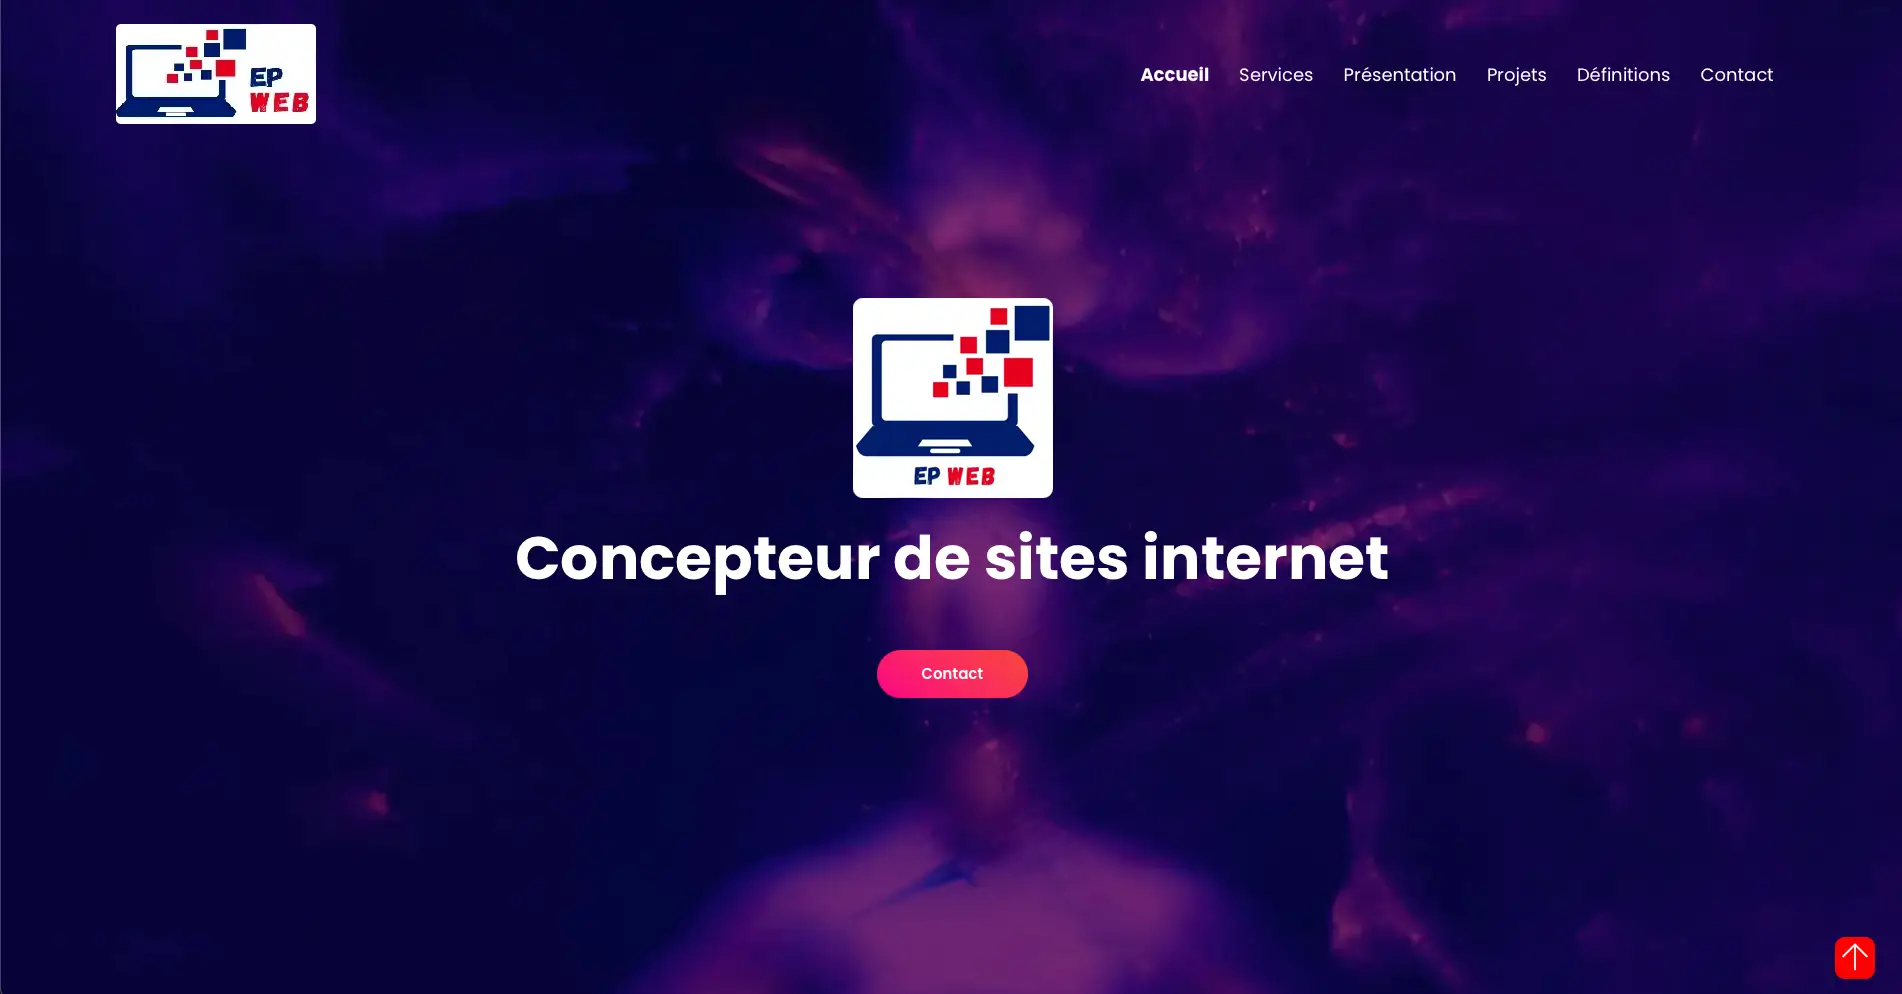 EP
WEB
Accueil Services Présentation Projets Définitions Contact
EP WEB
Concepteur de sites internet
Contact